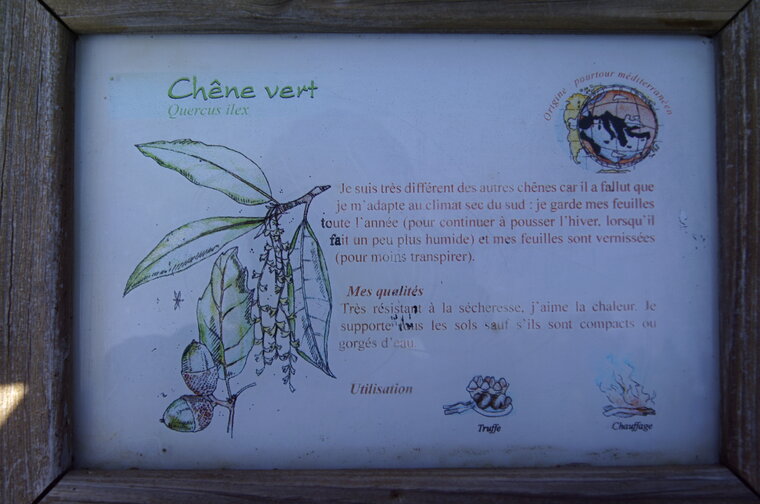 Chêne vert
Quercus ilex
Origine pourtour méditerranéen
Je suis très différent des autres chênes car il a fallut que
je m'adapte au climat sec du sud : je garde mes feuilles
toute l'année (pour continuer à pousser l'hiver, lorsqu'il
fait un peu plus humide) et mes feuilles sont vernissées
(pour moins transpirer).
Mes qualités
Très résistant à la sécheresse, j'aime la chaleur. Je
supporte tous les sols sauf s'ils sont compacts ou
gorgés d'eau.
Utilisation
Truffe
Chauffage